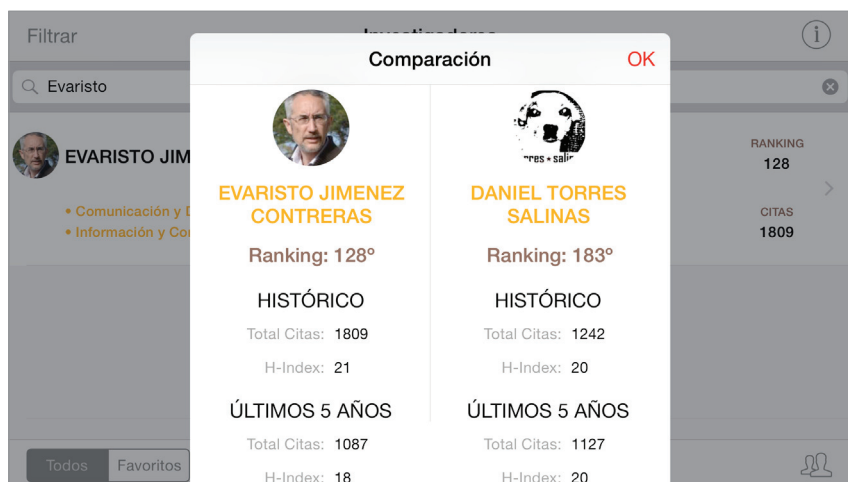 Filtrar
Comparación
OK
Evaristo
EVARISTO JIM
• Comunicación y
• Información y Co
RANKING
128
CITAS
1809
EVARISTO JIMENEZ
CONTRERAS
Ranking: 128º
HISTÓRICO
Total Citas: 1809
H-Index: 21
ÚLTIMOS 5 AÑOS
Total Citas: 1087
H-Index: 18
res ★ salin
DANIEL TORRES
SALINAS
Ranking: 183º
HISTÓRICO
Total Citas: 1242
H-Index: 20
ÚLTIMOS 5 AÑOS
Total Citas: 1127
H-Index: 20
Todos
Favoritos